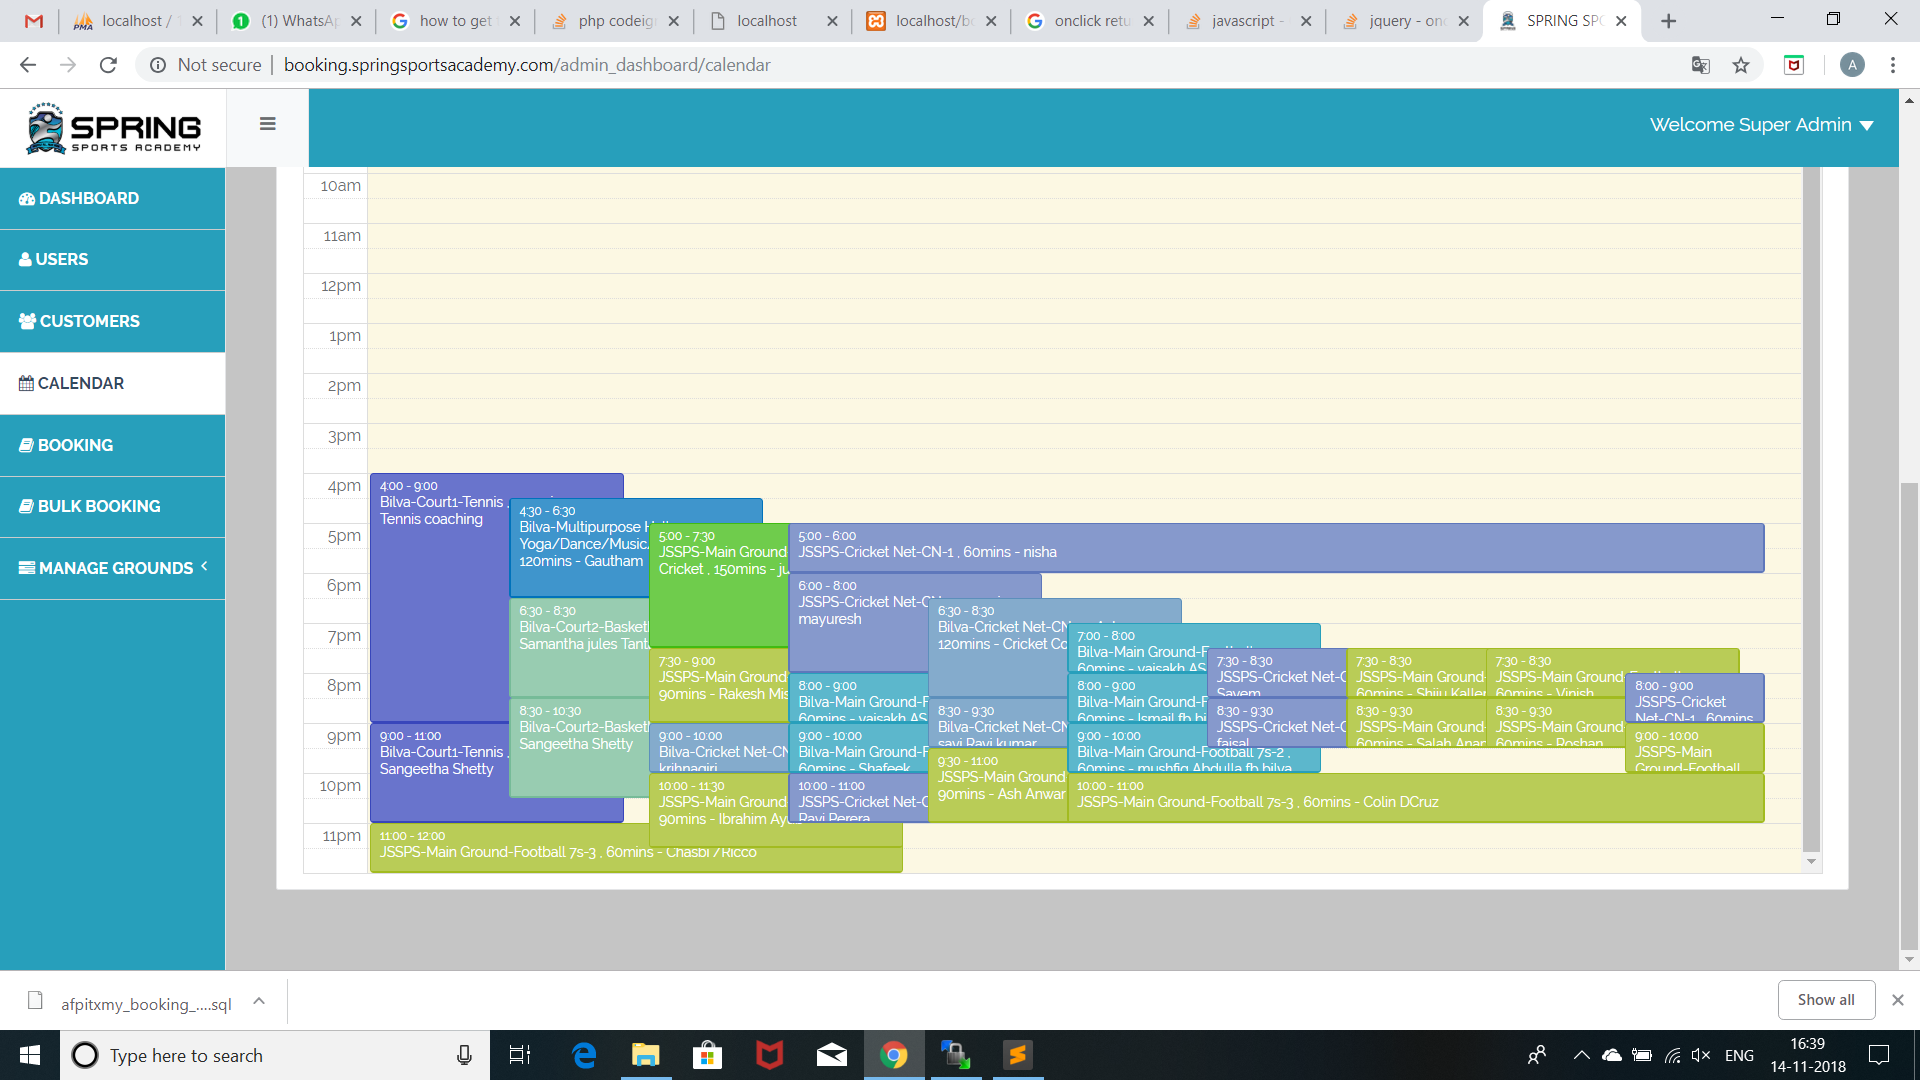 localhost /
(1) WhatsAp
how to get
php codeig
localhost
localhost/bo
onclick retu
javascript -
jquery - on
SPRING SPO
Not secure
booking.springsportsacademy.com/admin_dashboard/calendar
A
SPRING
SPORTS ACADEMY
Welcome Super Admin
DASHBOARD
USERS
CUSTOMERS
CALENDAR
BOOKING
BULK BOOKING
MANAGE GROUNDS
10am
11am
12pm
1pm
2pm
3pm
4pm
5pm
6pm
7pm
8pm
9pm
10pm
11pm
4:00 - 9:00
Bilva-Court1-Tennis ,
Tennis coaching
4:30 - 6:30
Bilva-Multipurpose
Yoga/Dance/Music
120mins - Gautham
5:00 - 7:30
JSSPS-Main Ground-
Cricket , 150mins - ju
5:00 - 6:00
JSSPS-Cricket Net-CN-1 , 60mins - nisha
6:00 - 8:00
JSSPS-Cricket Net-C
mayuresh
6:30 - 8:30
Bilva-Court2-Basket
Samantha jules Tant
6:30 - 8:30
Bilva-Cricket Net-CN
120mins - Cricket Co
7:00 - 8:00
Bilva-Main Ground-F
60mins - vaisakh AS
7:30 - 9:00
JSSPS-Main Ground
90mins - Rakesh Mis
7:30 - 8:30
JSSPS-Cricket Net-C
Sayem
7:30 - 8:30
JSSPS-Main Ground-
60mins - Shiju Kaller
7:30 - 8:30
JSSPS-Main Ground
60mins - Vinish
8:00 - 9:00
Bilva-Main Ground-F
60mins - vaisakh AS
8:00 - 9:00
Bilva-Main Ground-F
60mins - Ismail fb bi
8:00 - 9:00
JSSPS-Cricket
Net-CN-1 , 60mins
8:30 - 10:30
Bilva-Court2-Basket
Sangeetha Shetty
8:30 - 9:30
Bilva-Cricket Net-CN
savi Ravi kumar
8:30 - 9:30
JSSPS-Cricket Net-C
faisal
8:30 - 9:30
JSSPS-Main Ground-
60mins - Salah Anar
8:30 - 9:30
JSSPS-Main Ground
60mins - Roshan
9:00 - 11:00
Bilva-Court1-Tennis ,
Sangeetha Shetty
9:00 - 10:00
Bilva-Cricket Net-CN
krihnagiri
9:00 - 10:00
Bilva-Main Ground-F
60mins - Shafeek
9:00 - 10:00
Bilva-Main Ground-Football 7s-2 ,
60mins - mushfiq Abdulla fb bilva
9:00 - 10:00
JSSPS-Main
Ground-Football
9:30 - 11:00
JSSPS-Main Ground
90mins - Ash Anwar
10:00 - 11:30
JSSPS-Main Ground
90mins - Ibrahim Ay
10:00 - 11:00
JSSPS-Cricket Net-C
Ravi Perera
10:00 - 11:00
JSSPS-Main Ground-Football 7s-3 , 60mins - Colin DCruz
11:00 - 12:00
JSSPS-Main Ground-Football 7s-3 , 60mins - Chasbi /Ricco
afpitxmy_booking_....sql
Show all
Type here to search
ENG
16:39
14-11-2018